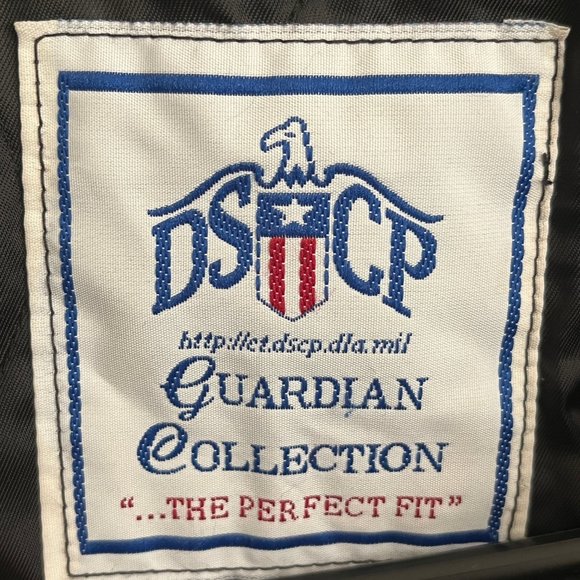 DSCP
http://ct.dscp.dla.mil
GUARDIAN
COLLECTION
“...THE PERFECT FIT”